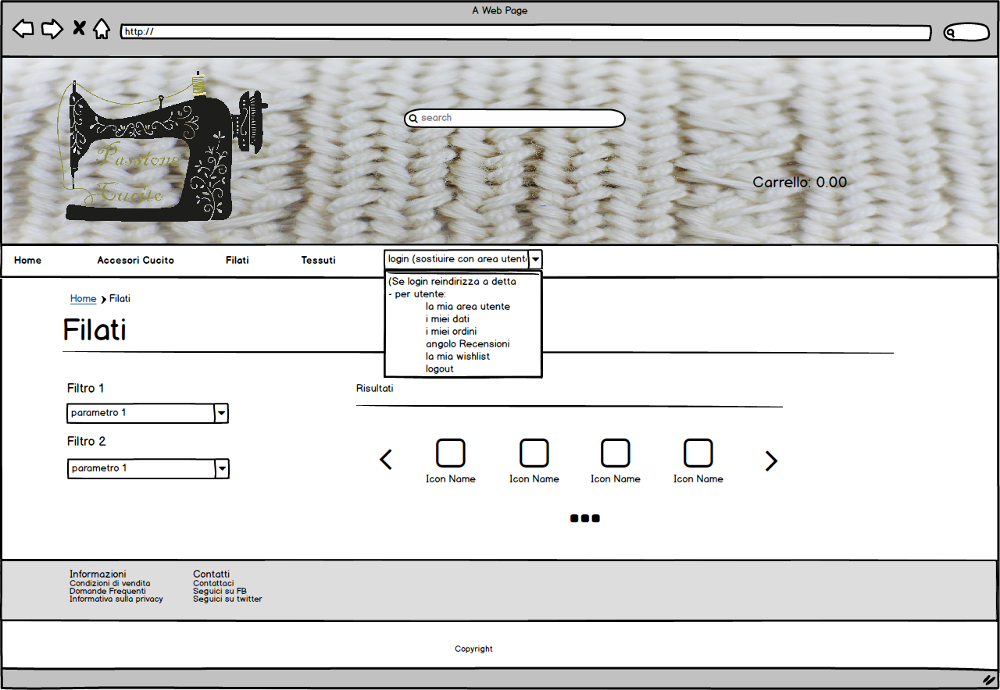 A Web Page
http://
search
Passione
Cucito
Carrello: 0.00
Home
Accesori Cucito
Filati
Tessuti
login (sostiuire con area utent
(Se login reindirizza a detta
- per utente:
la mia area utente
i miei dati
i miei ordini
angolo Recensioni
la mia wishlist
logout
Home > Filati
Filati
Filtro 1
parametro 1
Filtro 2
parametro 1
Risultati
Icon Name Icon Name Icon Name Icon Name
Informazioni
Condizioni di vendita
Domande Frequenti
Informativa sulla privacy
Contatti
Contattaci
Seguici su FB
Seguici su twitter
Copyright